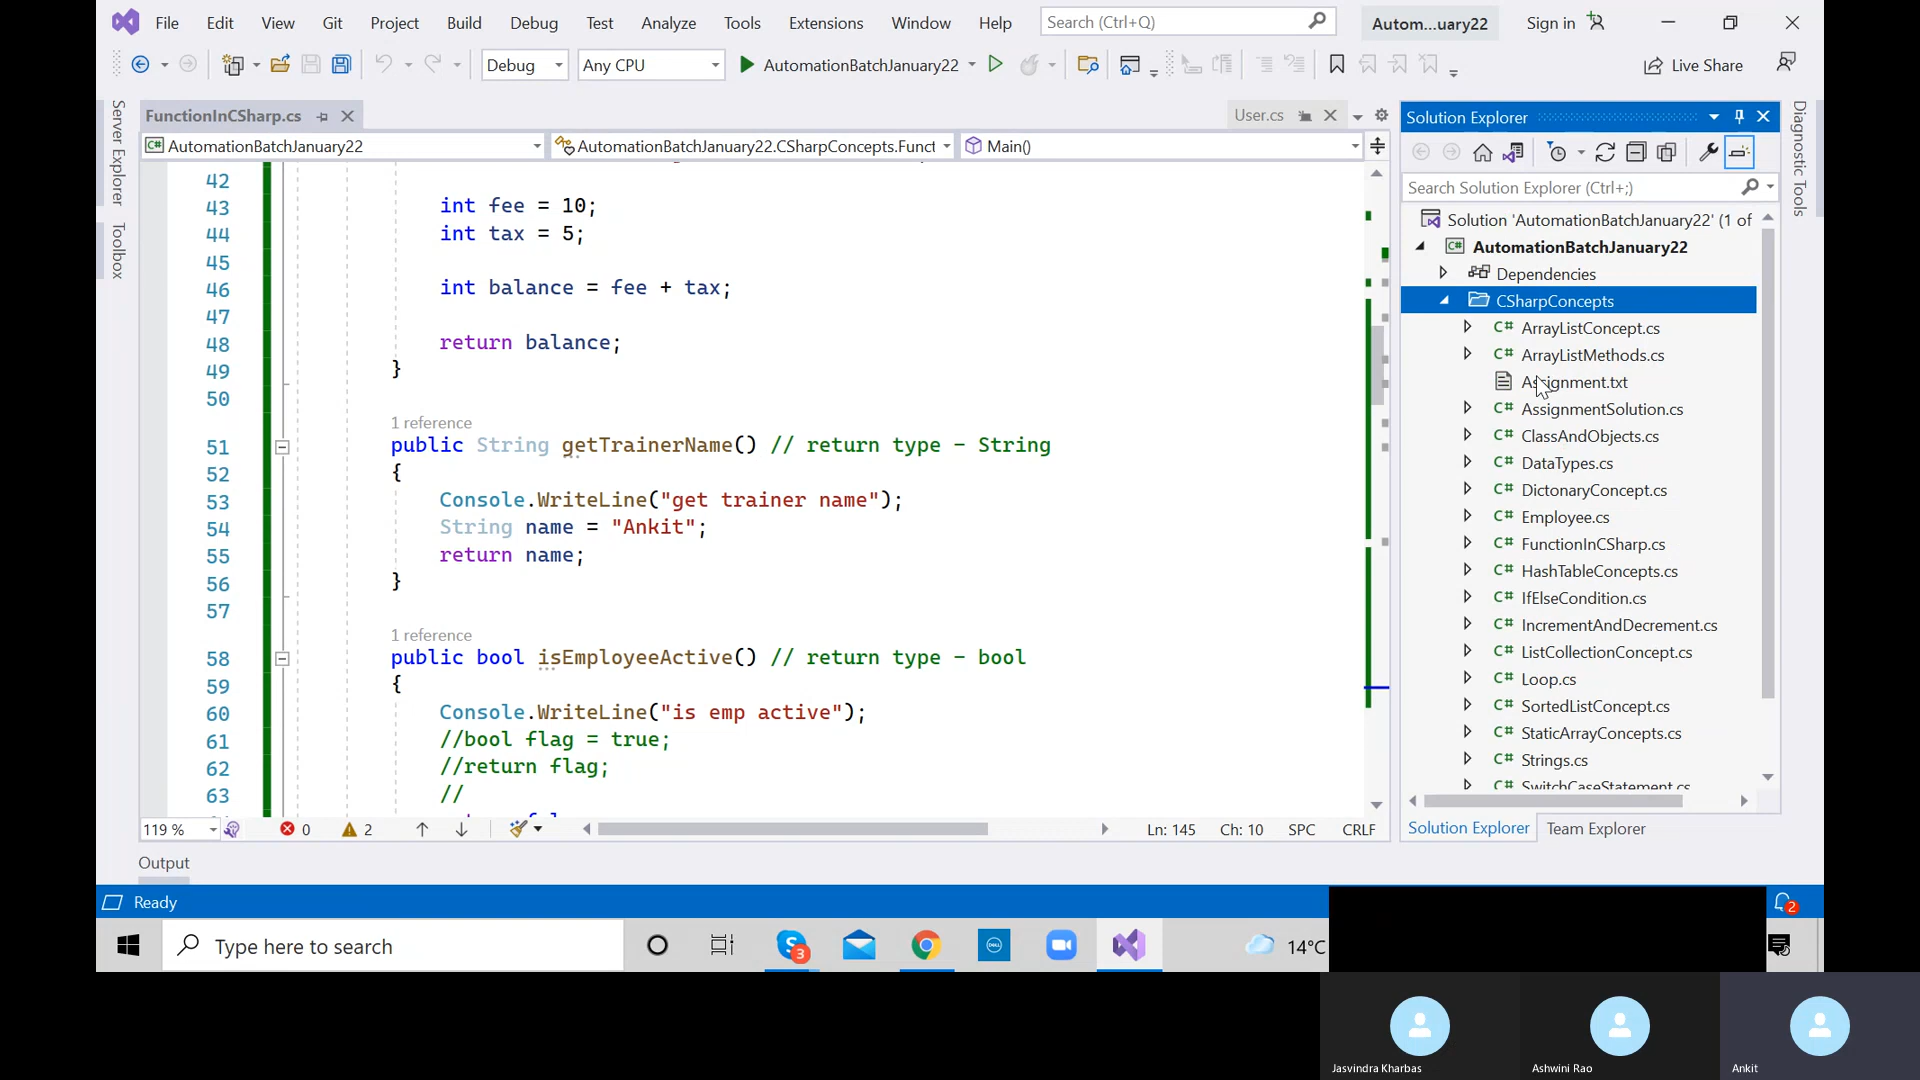 File Edit View Git Project Build Debug Test Analyze Tools Extensions Window Help Search (Ctrl+Q) Autom...uary22 Sign in
Debug Any CPU AutomationBatchJanuary22 Live Share
Server Explorer
Toolbox
FunctionInCSharp.cs User.cs
AutomationBatchJanuary22 AutomationBatchJanuary22.CSharpConcepts.Funct Main()
42
43 int fee = 10;
44 int tax = 5;
45
46 int balance = fee + tax;
47
48 return balance;
49 }
50
1 reference
51 public String getTrainerName() // return type - String
52 {
53 Console.WriteLine("get trainer name");
54 String name = "Ankit";
55 return name;
56 }
57
1 reference
58 public bool isEmployeeActive() // return type - bool
59 {
60 Console.WriteLine("is emp active");
61 //bool flag = true;
62 //return flag;
63 //
119 % 0 2 Ln: 145 Ch: 10 SPC CRLF
Output
Solution Explorer
Search Solution Explorer (Ctrl+;)
Solution 'AutomationBatchJanuary22' (1 of
C# AutomationBatchJanuary22
Dependencies
CSharpConcepts
C# ArrayListConcept.cs
C# ArrayListMethods.cs
Assignment.txt
C# AssignmentSolution.cs
C# ClassAndObjects.cs
C# DataTypes.cs
C# DictonaryConcept.cs
C# Employee.cs
C# FunctionInCSharp.cs
C# HashTableConcepts.cs
C# IfElseCondition.cs
C# IncrementAndDecrement.cs
C# ListCollectionConcept.cs
C# Loop.cs
C# SortedListConcept.cs
C# StaticArrayConcepts.cs
C# Strings.cs
C# SwitchCaseStatement.cs
Solution Explorer Team Explorer
Diagnostic Tools
Ready 2
Type here to search 3 DELL 14°C
Jasvindra Kharbas Ashwini Rao Ankit